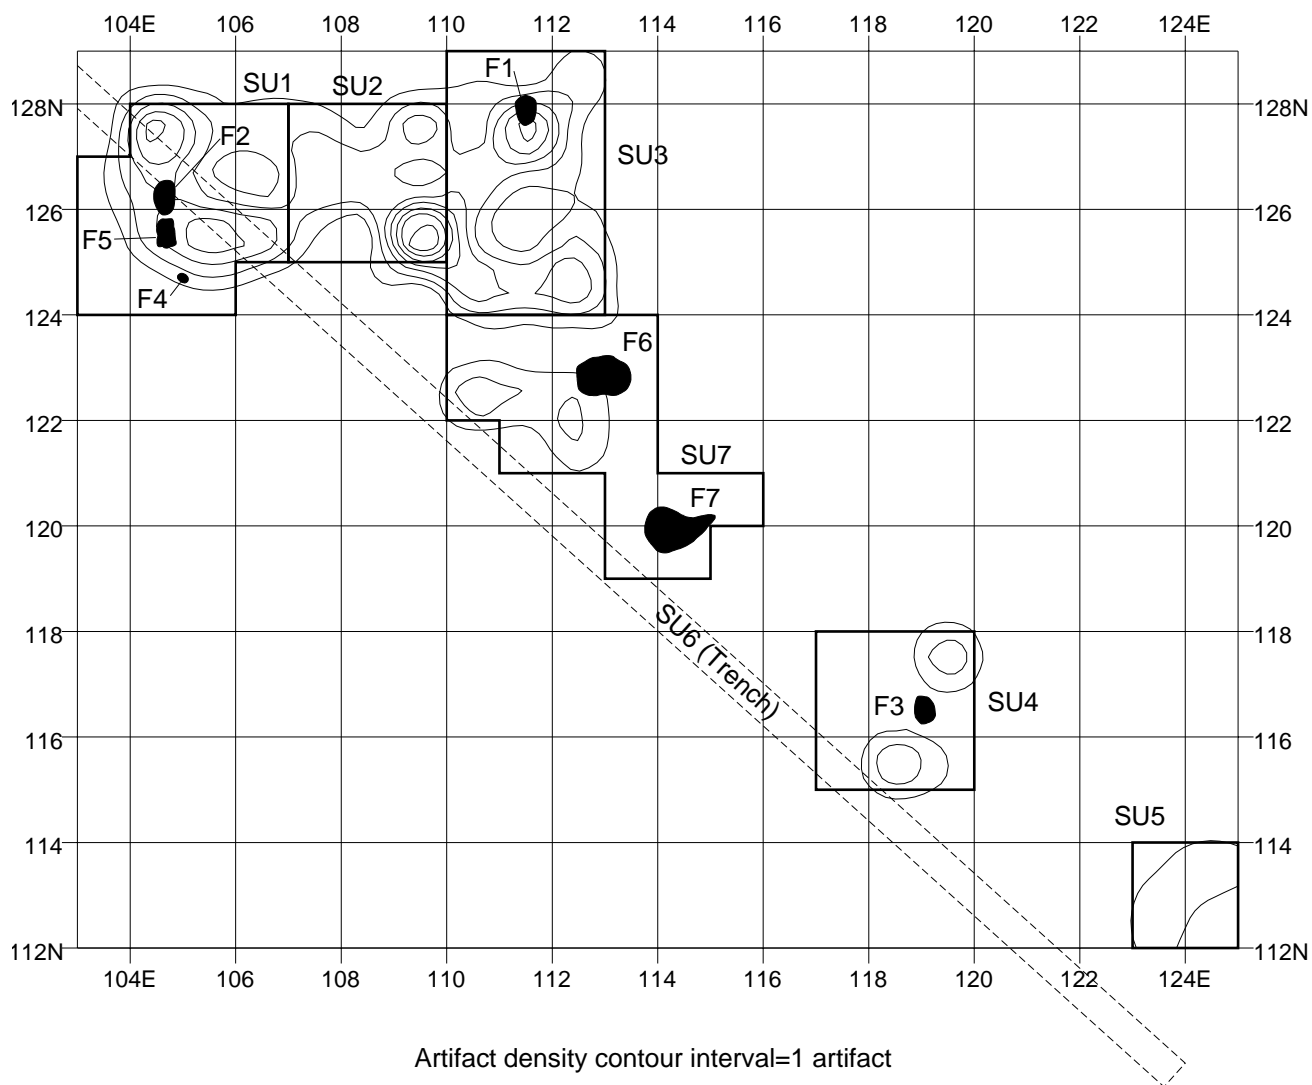 104E 106 108 110 112 114 116 118 120 122 124E
F1
SU1 SU2
128N 128N
F2
SU3
126 126
F5
F4
124 124
F6
122 122
SU7
F7
120 120
SU6 (Trench)
118 118
F3 SU4
116 116
SU5
114 114
112N 112N
104E 106 108 110 112 114 116 118 120 122 124E
Artifact density contour interval=1 artifact